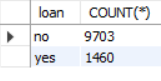 loan COUNT(*)
no 9703
yes 1460